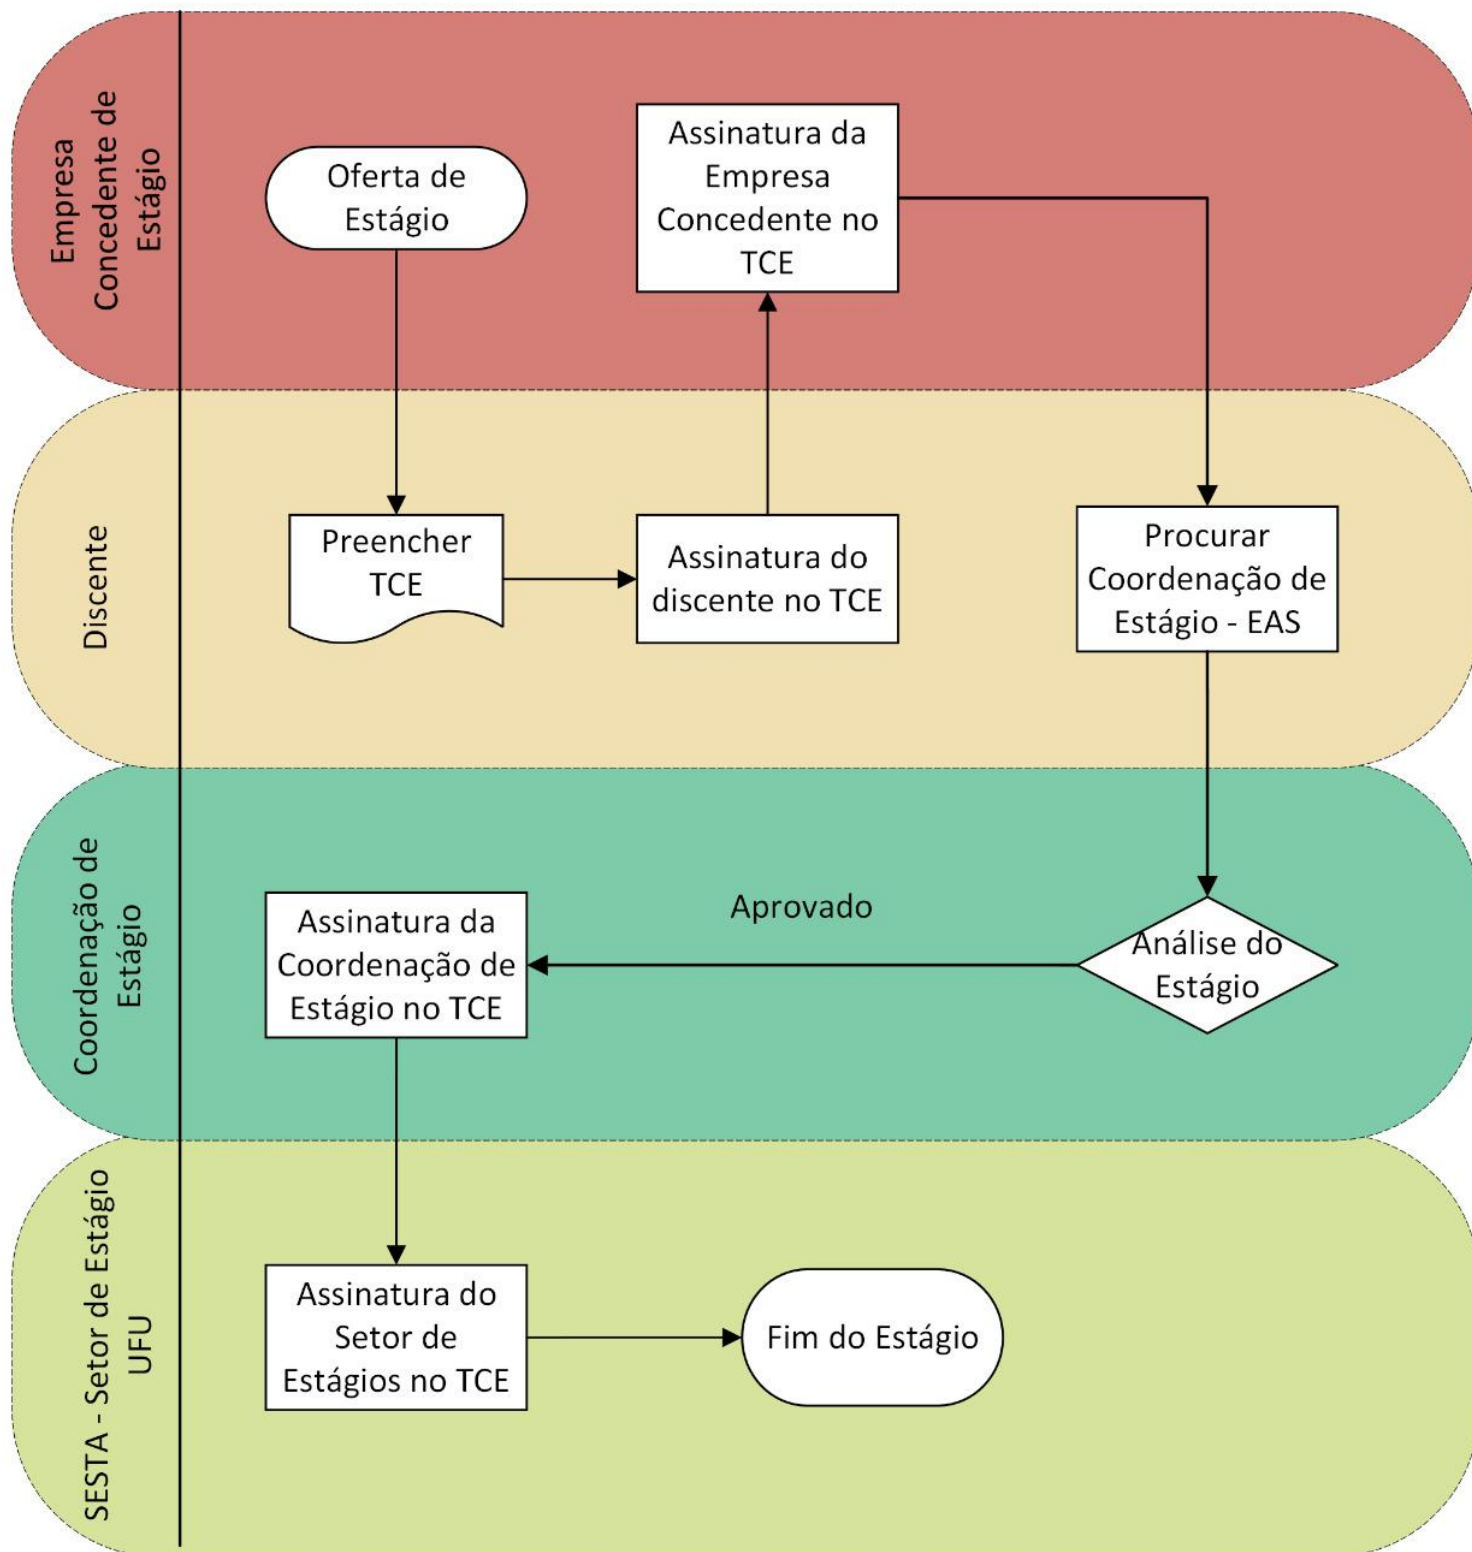 Empresa
Concedente de
Estágio
Oferta de
Estágio
Assinatura da
Empresa
Concedente no
TCE
Discente
Preencher
TCE
Assinatura do
discente no TCE
Procurar
Coordenação de
Estágio - EAS
Coordenação de
Estágio
Assinatura da
Coordenação de
Estágio no TCE
Aprovado
Análise do
Estágio
SESTA - Setor de Estágio
UFU
Assinatura do
Setor de
Estágios no TCE
Fim do Estágio